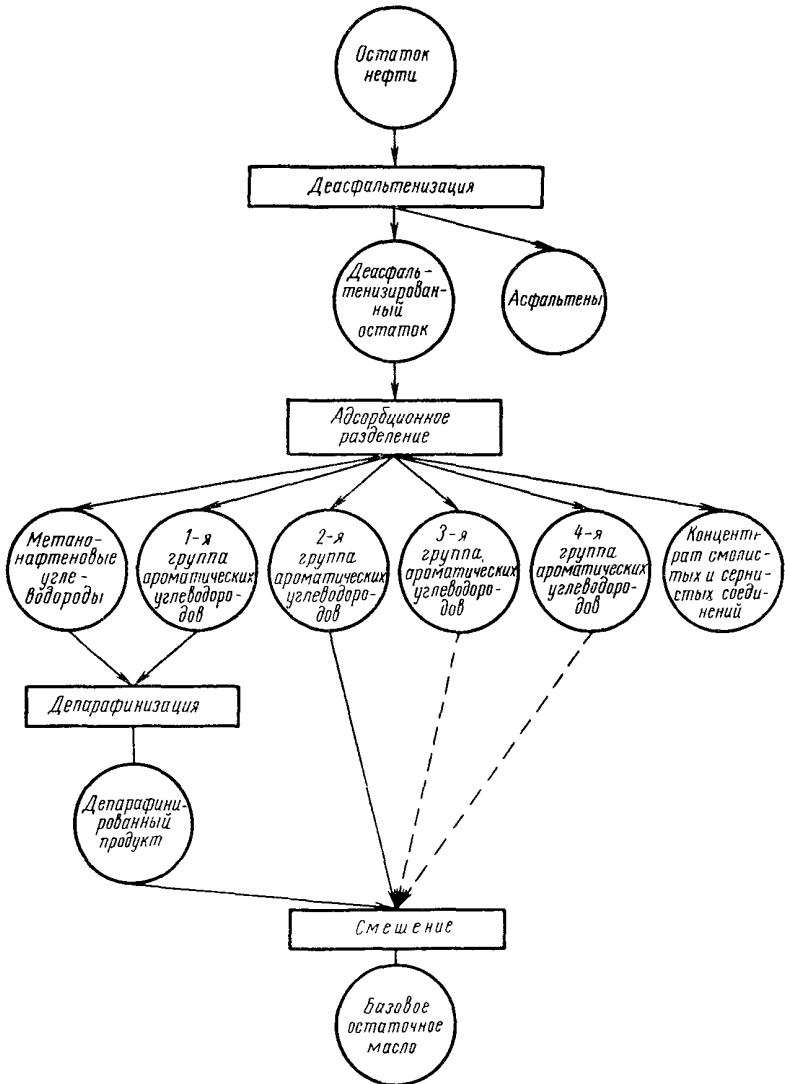 Остаток
нефти
Деасфальтенизация
Деасфаль-
тенизирован-
ный
остаток
Асфальтены
Адсорбционное
разделение
Метано-
нафтеновые
угле-
водороды
1-я
группа
ароматических
углеводоро-
дов
2-я
группа
ароматических
углеводоро-
дов
3-я
группа
ароматических
углеводоро-
дов
4-я
группа
ароматических
углеводоро-
дов
Концент-
рат смолис-
тых и серни-
стых соеди-
нений
Депарафинизация
Депарафини-
рованный
продукт
Смешение
Базовое
остаточное
масло